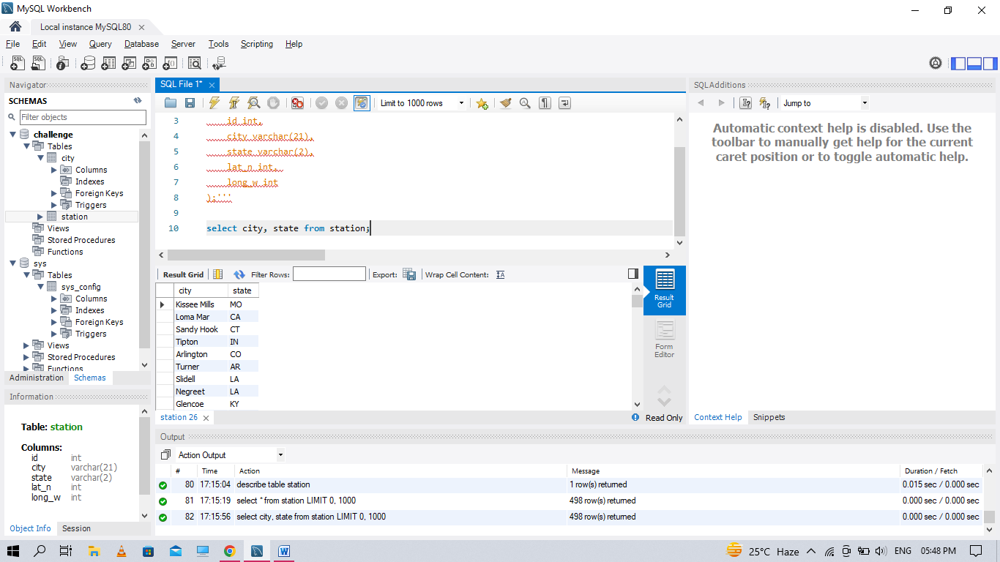 MySQL Workbench
Local instance MySQL80
File Edit View Query Database Server Tools Scripting Help
Navigator
SCHEMAS
Filter objects
challenge
Tables
city
Columns
Indexes
Foreign Keys
Triggers
station
Views
Stored Procedures
Functions
sys
Tables
sys_config
Columns
Indexes
Foreign Keys
Triggers
Views
Stored Procedures
Functions
Administration Schemas
Information
Table: station
Columns:
id int
city varchar(21)
state varchar(2)
lat_n int
long_w int
Object Info Session
SQL File 1*
Limit to 1000 rows
3 id int,
4 city varchar(21),
5 state varchar(2),
6 lat_n int,
7 long_w int
8 );'''
9
10 select city, state from station;
Result Grid Filter Rows: Export: Wrap Cell Content:
city state
Kissee Mills MO
Loma Mar CA
Sandy Hook CT
Tipton IN
Arlington CO
Turner AR
Slidell LA
Negreet LA
Glencoe KY
Result
Grid
Form
Editor
station 26
Read Only
SQLAdditions
Jump to
Automatic context help is disabled. Use the
toolbar to manually get help for the current
caret position or to toggle automatic help.
Context Help Snippets
Output
Action Output
# Time Action Message Duration / Fetch
80 17:15:04 describe table station 1 row(s) returned 0.015 sec / 0.000 sec
81 17:15:19 select * from station LIMIT 0, 1000 498 row(s) returned 0.000 sec / 0.000 sec
82 17:15:56 select city, state from station LIMIT 0, 1000 498 row(s) returned 0.000 sec / 0.000 sec
25°C Haze ENG 05:48 PM